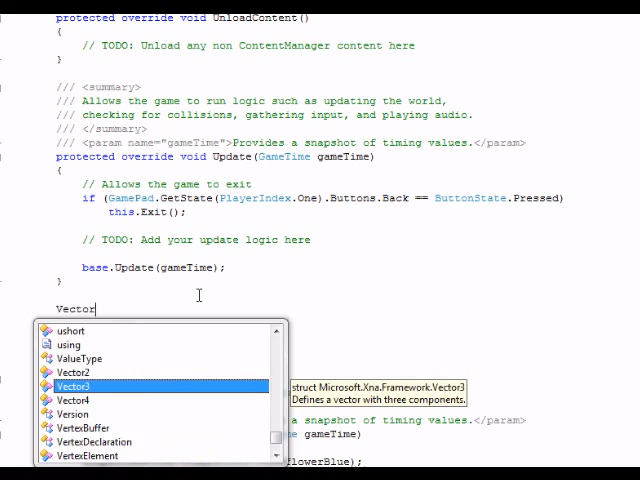 protected override void UnloadContent()
{
// TODO: Unload any non ContentManager content here
}
/// <summary>
/// Allows the game to run logic such as updating the world,
/// checking for collisions, gathering input, and playing audio.
/// </summary>
/// <param name="gameTime">Provides a snapshot of timing values.</param>
protected override void Update(GameTime gameTime)
{
// Allows the game to exit
if (GamePad.GetState(PlayerIndex.One).Buttons.Back == ButtonState.Pressed)
this.Exit();
// TODO: Add your update logic here
base.Update(gameTime);
}
Vector
ushort
using
ValueType
Vector2
Vector3
Vector4
Version
VertexBuffer
VertexDeclaration
VertexElement
struct Microsoft.Xna.Framework.Vector3
Defines a vector with three components.
a snapshot of timing values.</param>
gameTime)
flowerBlue);